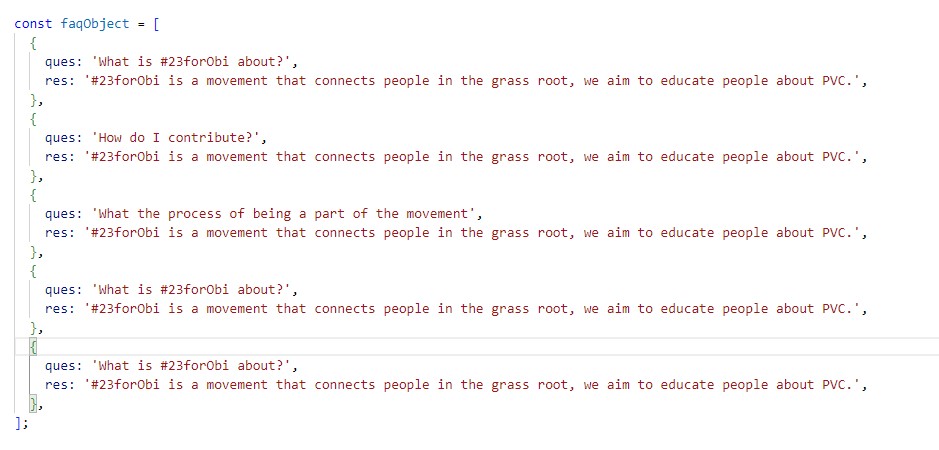 const faqObject = [
{
ques: 'What is #23forObi about?',
res: '#23forObi is a movement that connects people in the grass root, we aim to educate people about PVC.',
},
{
ques: 'How do I contribute?',
res: '#23forObi is a movement that connects people in the grass root, we aim to educate people about PVC.',
},
{
ques: 'What the process of being a part of the movement',
res: '#23forObi is a movement that connects people in the grass root, we aim to educate people about PVC.',
},
{
ques: 'What is #23forObi about?',
res: '#23forObi is a movement that connects people in the grass root, we aim to educate people about PVC.',
},
{
ques: 'What is #23forObi about?',
res: '#23forObi is a movement that connects people in the grass root, we aim to educate people about PVC.',
},
];